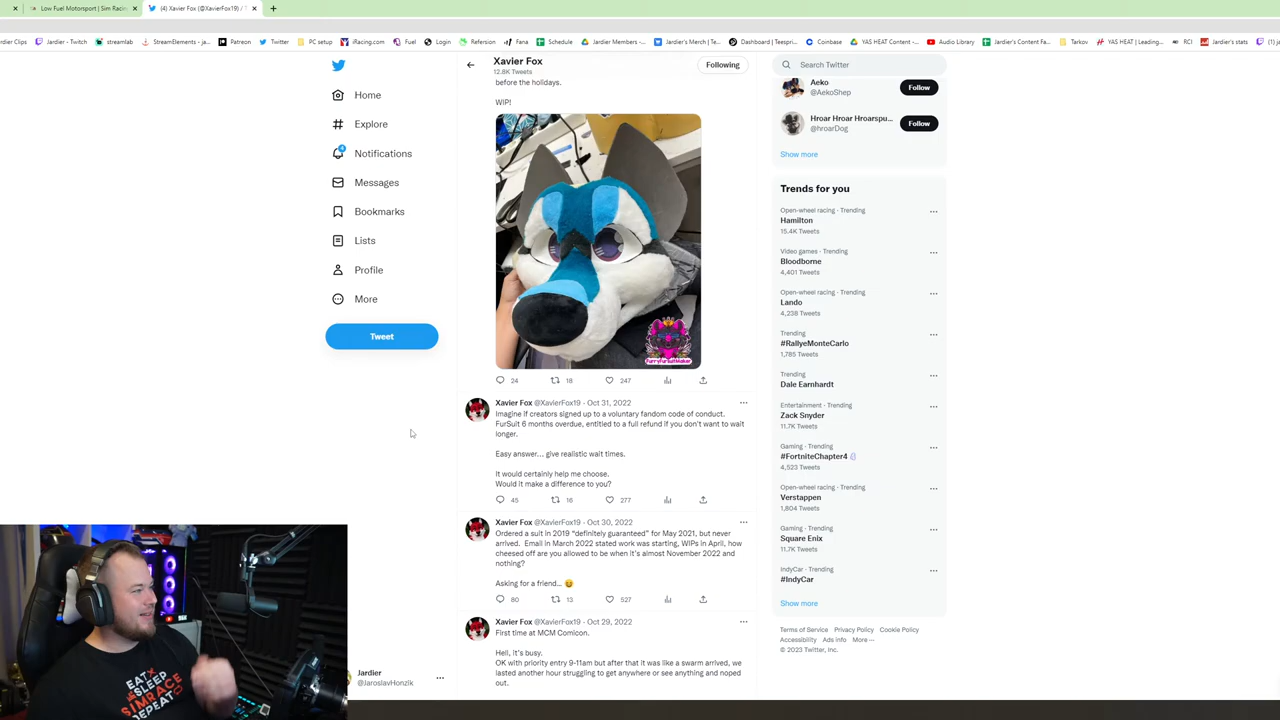 Low Fuel Motorsport | Sim Raci
(4) Xavier Fox (@XavierFox19) / T
Jardier Clips
Jardier - Twitch
streamlab
StreamElements - ja...
Patreon
Twitter
PC setup
iRacing.com
Fuel
Login
Refersion
Fana
Schedule
Jardier Members -...
Jardier's Merch | Te...
Dashboard | Teespri...
Coinbase
YAS HEAT Content -...
Audio Library
Jardier's Content Fa...
Tarkov
YAS HEAT | Leading...
RCI
Jardier's stats
Home
Explore
4
Notifications
Messages
Bookmarks
Lists
Profile
More
Tweet
Jardier
@JaroslavHonzik
EAT
SLEEP
SIMRACE
REPEAT
Xavier Fox
12.8K Tweets
Following
before the holidays.
WIP!
FurryFursuitMaker
24 18 247
Xavier Fox @XavierFox19 · Oct 31, 2022
Imagine if creators signed up to a voluntary fandom code of conduct.
FurSuit 6 months overdue, entitled to a full refund if you don't want to wait
longer.
Easy answer... give realistic wait times.
It would certainly help me choose.
Would it make a difference to you?
45 16 277
Xavier Fox @XavierFox19 · Oct 30, 2022
Ordered a suit in 2019 "definitely guaranteed" for May 2021, but never
arrived. Email in March 2022 stated work was starting, WIPs in April, how
cheesed off are you allowed to be when it's almost November 2022 and
nothing?
Asking for a friend...
80 13 527
Xavier Fox @XavierFox19 · Oct 29, 2022
First time at MCM Comicon.
Hell, it's busy.
OK with priority entry 9-11am but after that it was like a swarm arrived, we
lasted another hour struggling to get anywhere or see anything and noped
out.
Search Twitter
Aeko
@AekoShep
Follow
Hroar Hroar Hroarspu...
@hroarDog
Follow
Show more
Trends for you
Open-wheel racing · Trending
Hamilton
15.4K Tweets
Video games · Trending
Bloodborne
4,401 Tweets
Open-wheel racing · Trending
Lando
4,238 Tweets
Trending
#RallyeMonteCarlo
1,785 Tweets
Trending
Dale Earnhardt
Entertainment · Trending
Zack Snyder
11.7K Tweets
Gaming · Trending
#FortniteChapter4
4,523 Tweets
Open-wheel racing · Trending
Verstappen
1,804 Tweets
Gaming · Trending
Square Enix
11.7K Tweets
IndyCar · Trending
#IndyCar
Show more
Terms of Service Privacy Policy Cookie Policy
Accessibility Ads info More ···
© 2023 Twitter, Inc.